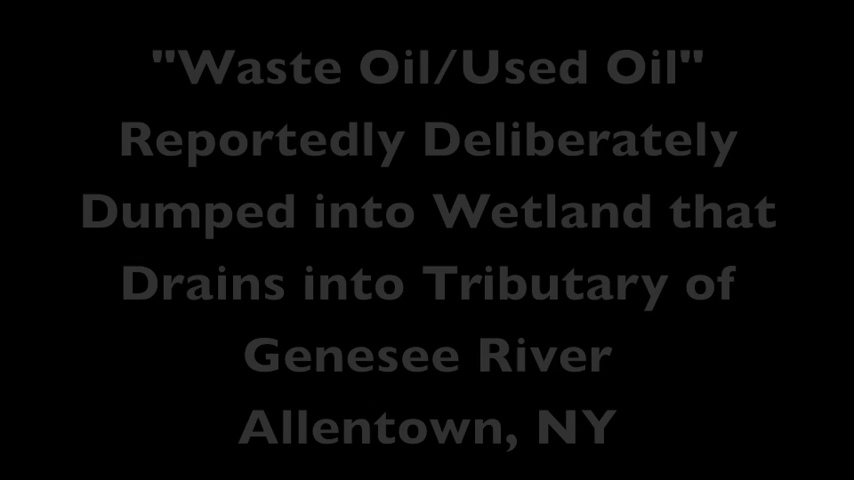 "Waste Oil/Used Oil"
Reportedly Deliberately
Dumped into Wetland that
Drains into Tributary of
Genesee River
Allentown, NY